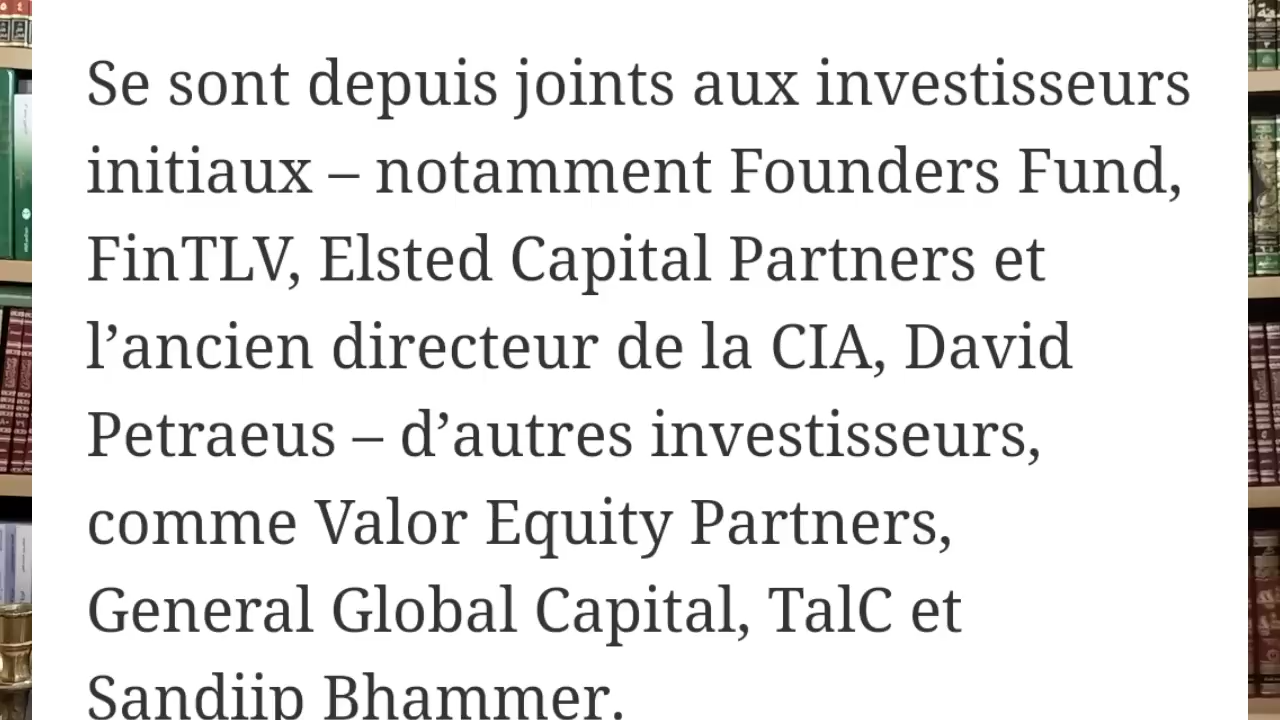 Se sont depuis joints aux investisseurs
initiaux – notamment Founders Fund,
FinTLV, Elsted Capital Partners et
l’ancien directeur de la CIA, David
Petraeus – d’autres investisseurs,
comme Valor Equity Partners,
General Global Capital, TalC et
Sandiip Bhammer.